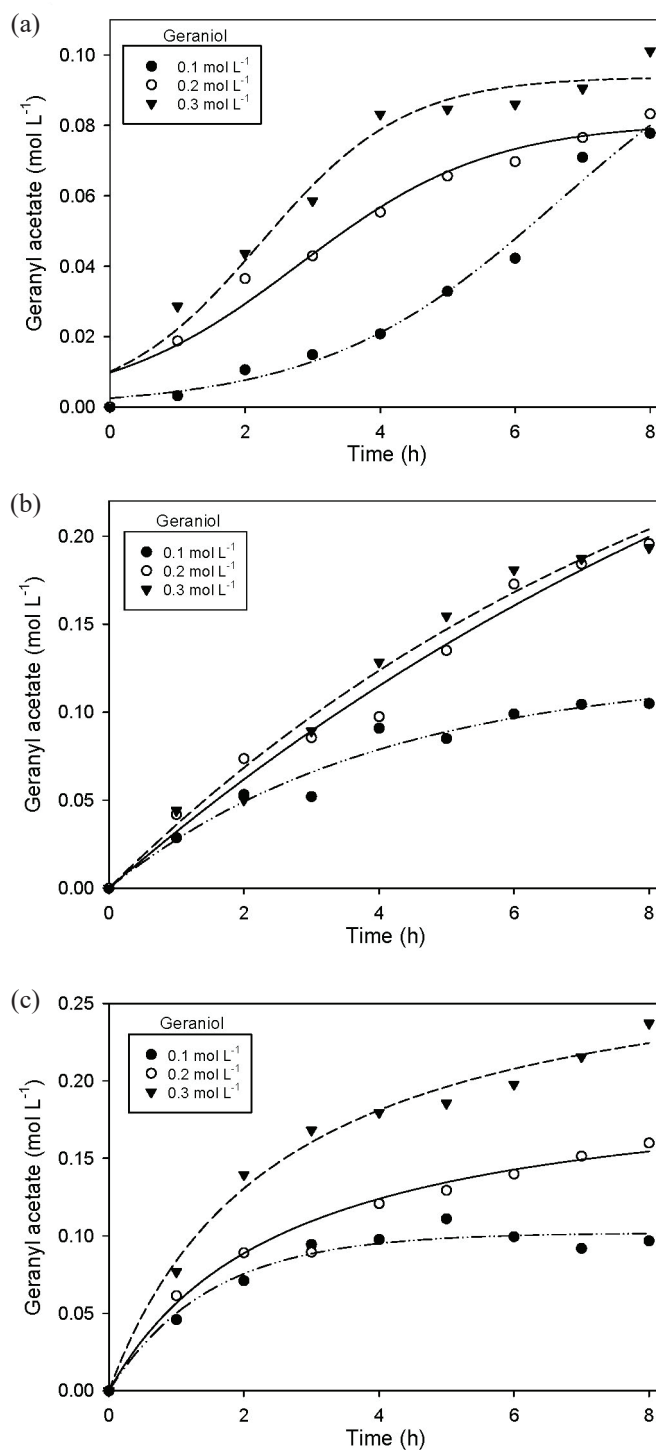 (a)
Geraniol
0.1 mol L⁻¹
0.2 mol L⁻¹
0.3 mol L⁻¹
Geranyl acetate (mol L⁻¹)
0.10
0.08
0.06
0.04
0.02
0.00
0 2 4 6 8
Time (h)
(b)
Geraniol
0.1 mol L⁻¹
0.2 mol L⁻¹
0.3 mol L⁻¹
Geranyl acetate (mol L⁻¹)
0.20
0.15
0.10
0.05
0.00
0 2 4 6 8
Time (h)
(c)
Geraniol
0.1 mol L⁻¹
0.2 mol L⁻¹
0.3 mol L⁻¹
Geranyl acetate (mol L⁻¹)
0.25
0.20
0.15
0.10
0.05
0.00
0 2 4 6 8
Time (h)